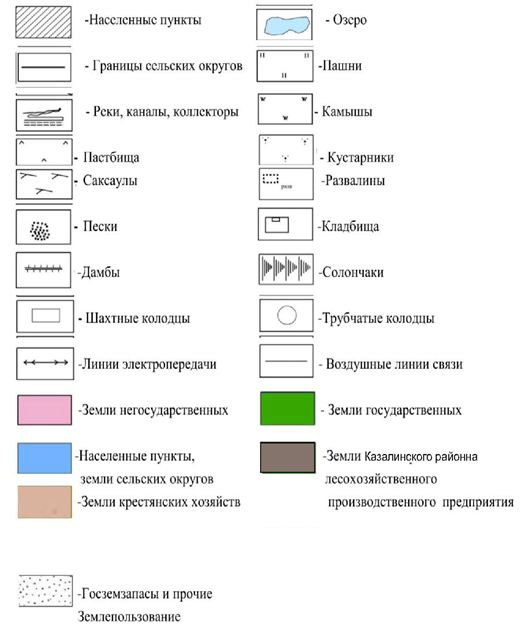 -Населенные пункты
-Границы сельских округов
- Реки, каналы, коллекторы
- Пастбища
- Саксаулы
- Пески
-Дамбы
- Шахтные колодцы
-Линии электропередачи
-Земли негосударственных
-Населенные пункты,
земли сельских округов
-Земли крестянских хозяйств
-Госземзапасы и прочие
Землепользование
- Озеро
-Пашни
- Камышы
- Кустарники
-Развалины
-Кладбища
-Солончаки
-Трубчатые колодцы
- Воздушные линии связи
- Земли государственных
-Земли Казалинского районна
лесохозяйственного
производственного предприятия